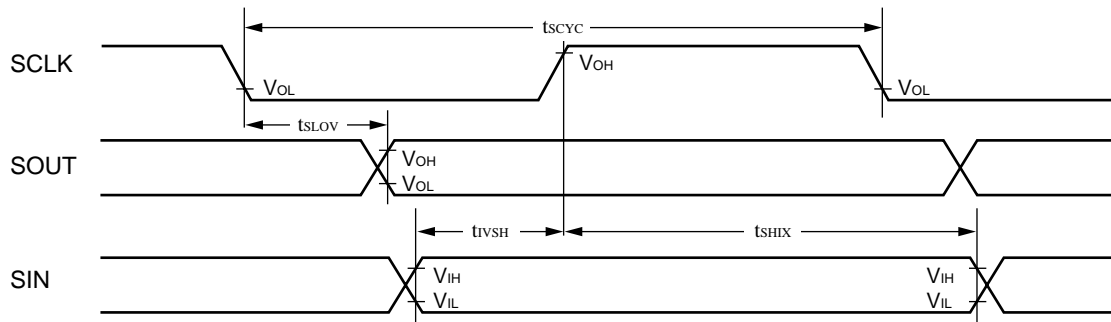 tSCYC
SCLK
VOL
VOH
VOL
tSLOV
SOUT
VOH
VOL
tIVSH
tSHIX
SIN
VIH
VIL
VIH
VIL